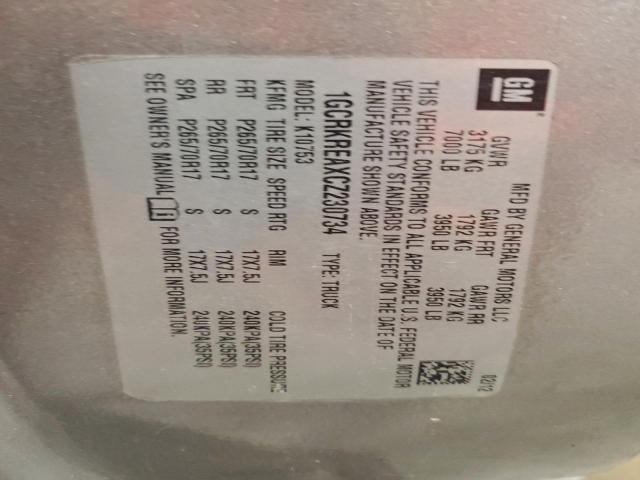 GM
MFD BY GENERAL MOTORS LLC 02/12
GVWR GAWR FRT GAWR RR
3175 KG 1792 KG 1792 KG
7000 LB 3950 LB 3950 LB
THIS VEHICLE CONFORMS TO ALL APPLICABLE U.S. FEDERAL MOTOR
VEHICLE SAFETY STANDARDS IN EFFECT ON THE DATE OF
MANUFACTURE SHOWN ABOVE.
1GCRKREAXCZ230734 TYPE: TRUCK
MODEL: K10753
KFMG TIRE SIZE SPEED RTG RIM COLD TIRE PRESSURE
FRT P265/70R17 S 17X7.5J 240KPA(35PSI)
RR P265/70R17 S 17X7.5J 240KPA(35PSI)
SPA P265/70R17 S 17X7.5J 240KPA(35PSI)
SEE OWNER'S MANUAL FOR MORE INFORMATION.